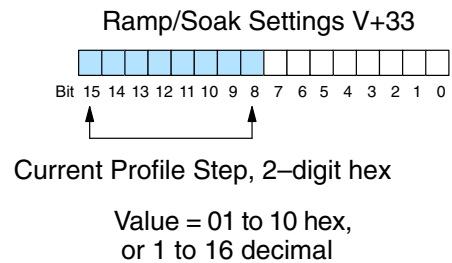 Ramp/Soak Settings V+33
Bit 15 14 13 12 11 10 9 8 7 6 5 4 3 2 1 0
Current Profile Step, 2–digit hex
Value = 01 to 10 hex,
or 1 to 16 decimal